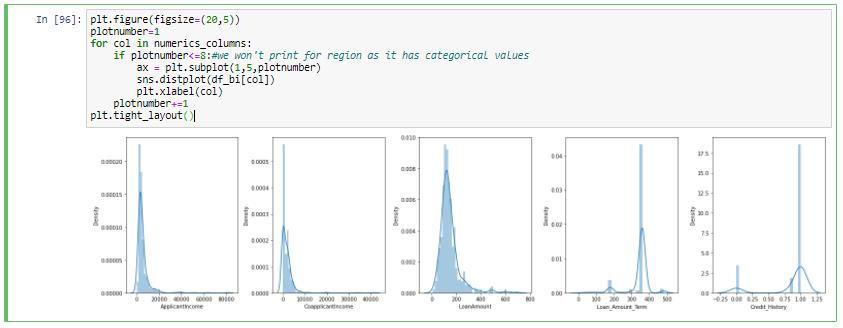 In [96]: plt.figure(figsize=(20,5))
plotnumber=1
for col in numerics_columns:
if plotnumber<=8:#we won't print for region as it has categorical values
ax = plt.subplot(1,5,plotnumber)
sns.distplot(df_bi[col])
plt.xlabel(col)
plotnumber+=1
plt.tight_layout()
Density
0.00020
0.00015
0.00010
0.00005
0.00000
0 20000 40000 60000 80000
ApplicantIncome
Density
0.0005
0.0004
0.0003
0.0002
0.0001
0.0000
0 10000 20000 30000 40000
CoapplicantIncome
Density
0.010
0.008
0.006
0.004
0.002
0.000
0 200 400 600 800
LoanAmount
Density
0.04
0.03
0.02
0.01
0.00
0 100 200 300 400 500
Loan_Amount_Term
Density
17.5
15.0
12.5
10.0
7.5
5.0
2.5
0.0
-0.25 0.00 0.25 0.50 0.75 1.00 1.25
Credit_History